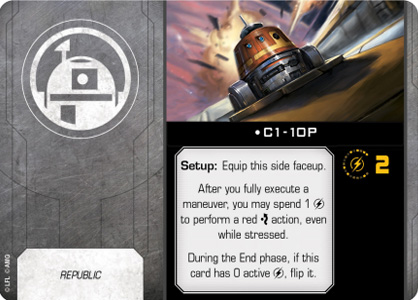 •C1-10P
Setup: Equip this side faceup.
After you fully execute a
maneuver, you may spend 1
to perform a red action, even
while stressed.
During the End phase, if this
card has 0 active , flip it.
2
REPUBLIC
© LFL © AMG